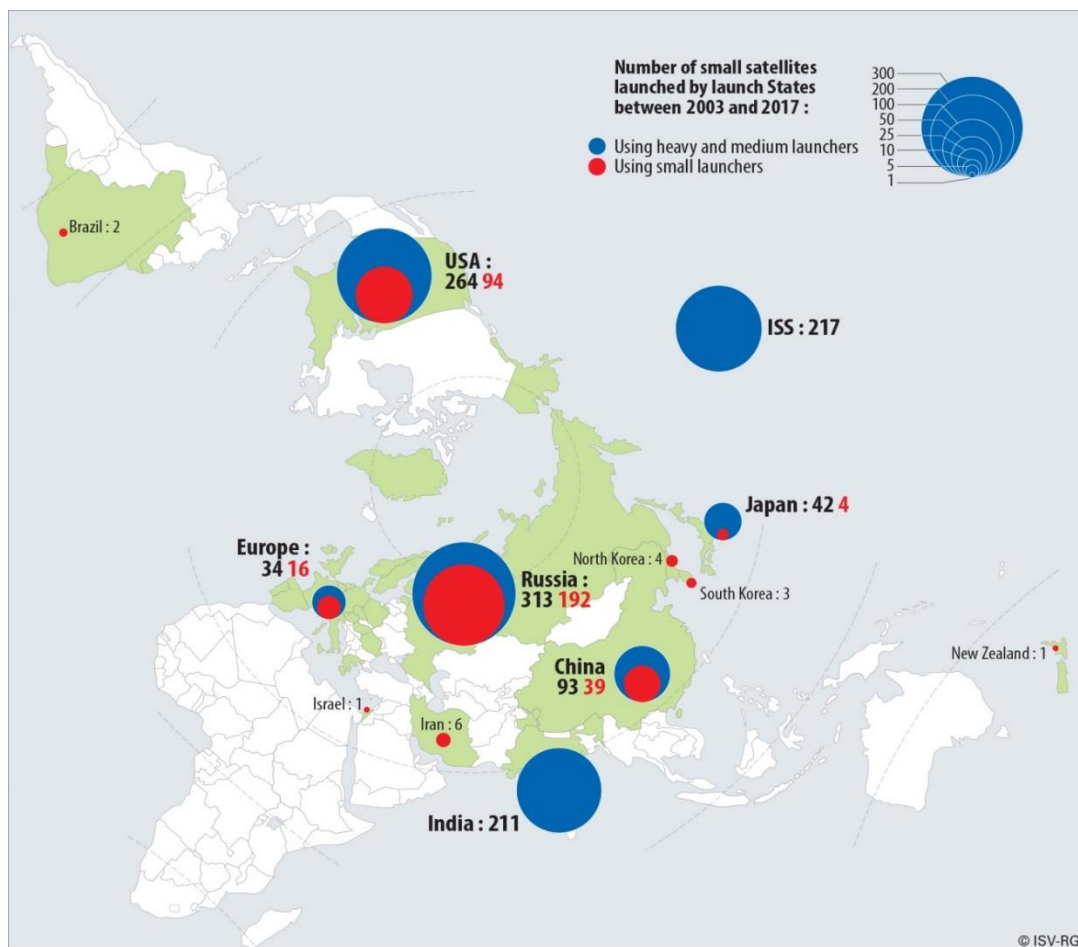 Number of small satellites
launched by launch States
between 2003 and 2017 :
Using heavy and medium launchers
Using small launchers
300
200
100
50
25
10
5
1
Brazil : 2
USA :
264 94
ISS : 217
Japan : 42 4
Europe :
34 16
North Korea : 4
Russia :
313 192
South Korea : 3
New Zealand : 1
China
93 39
Israel : 1
Iran : 6
India : 211
© ISV-RG